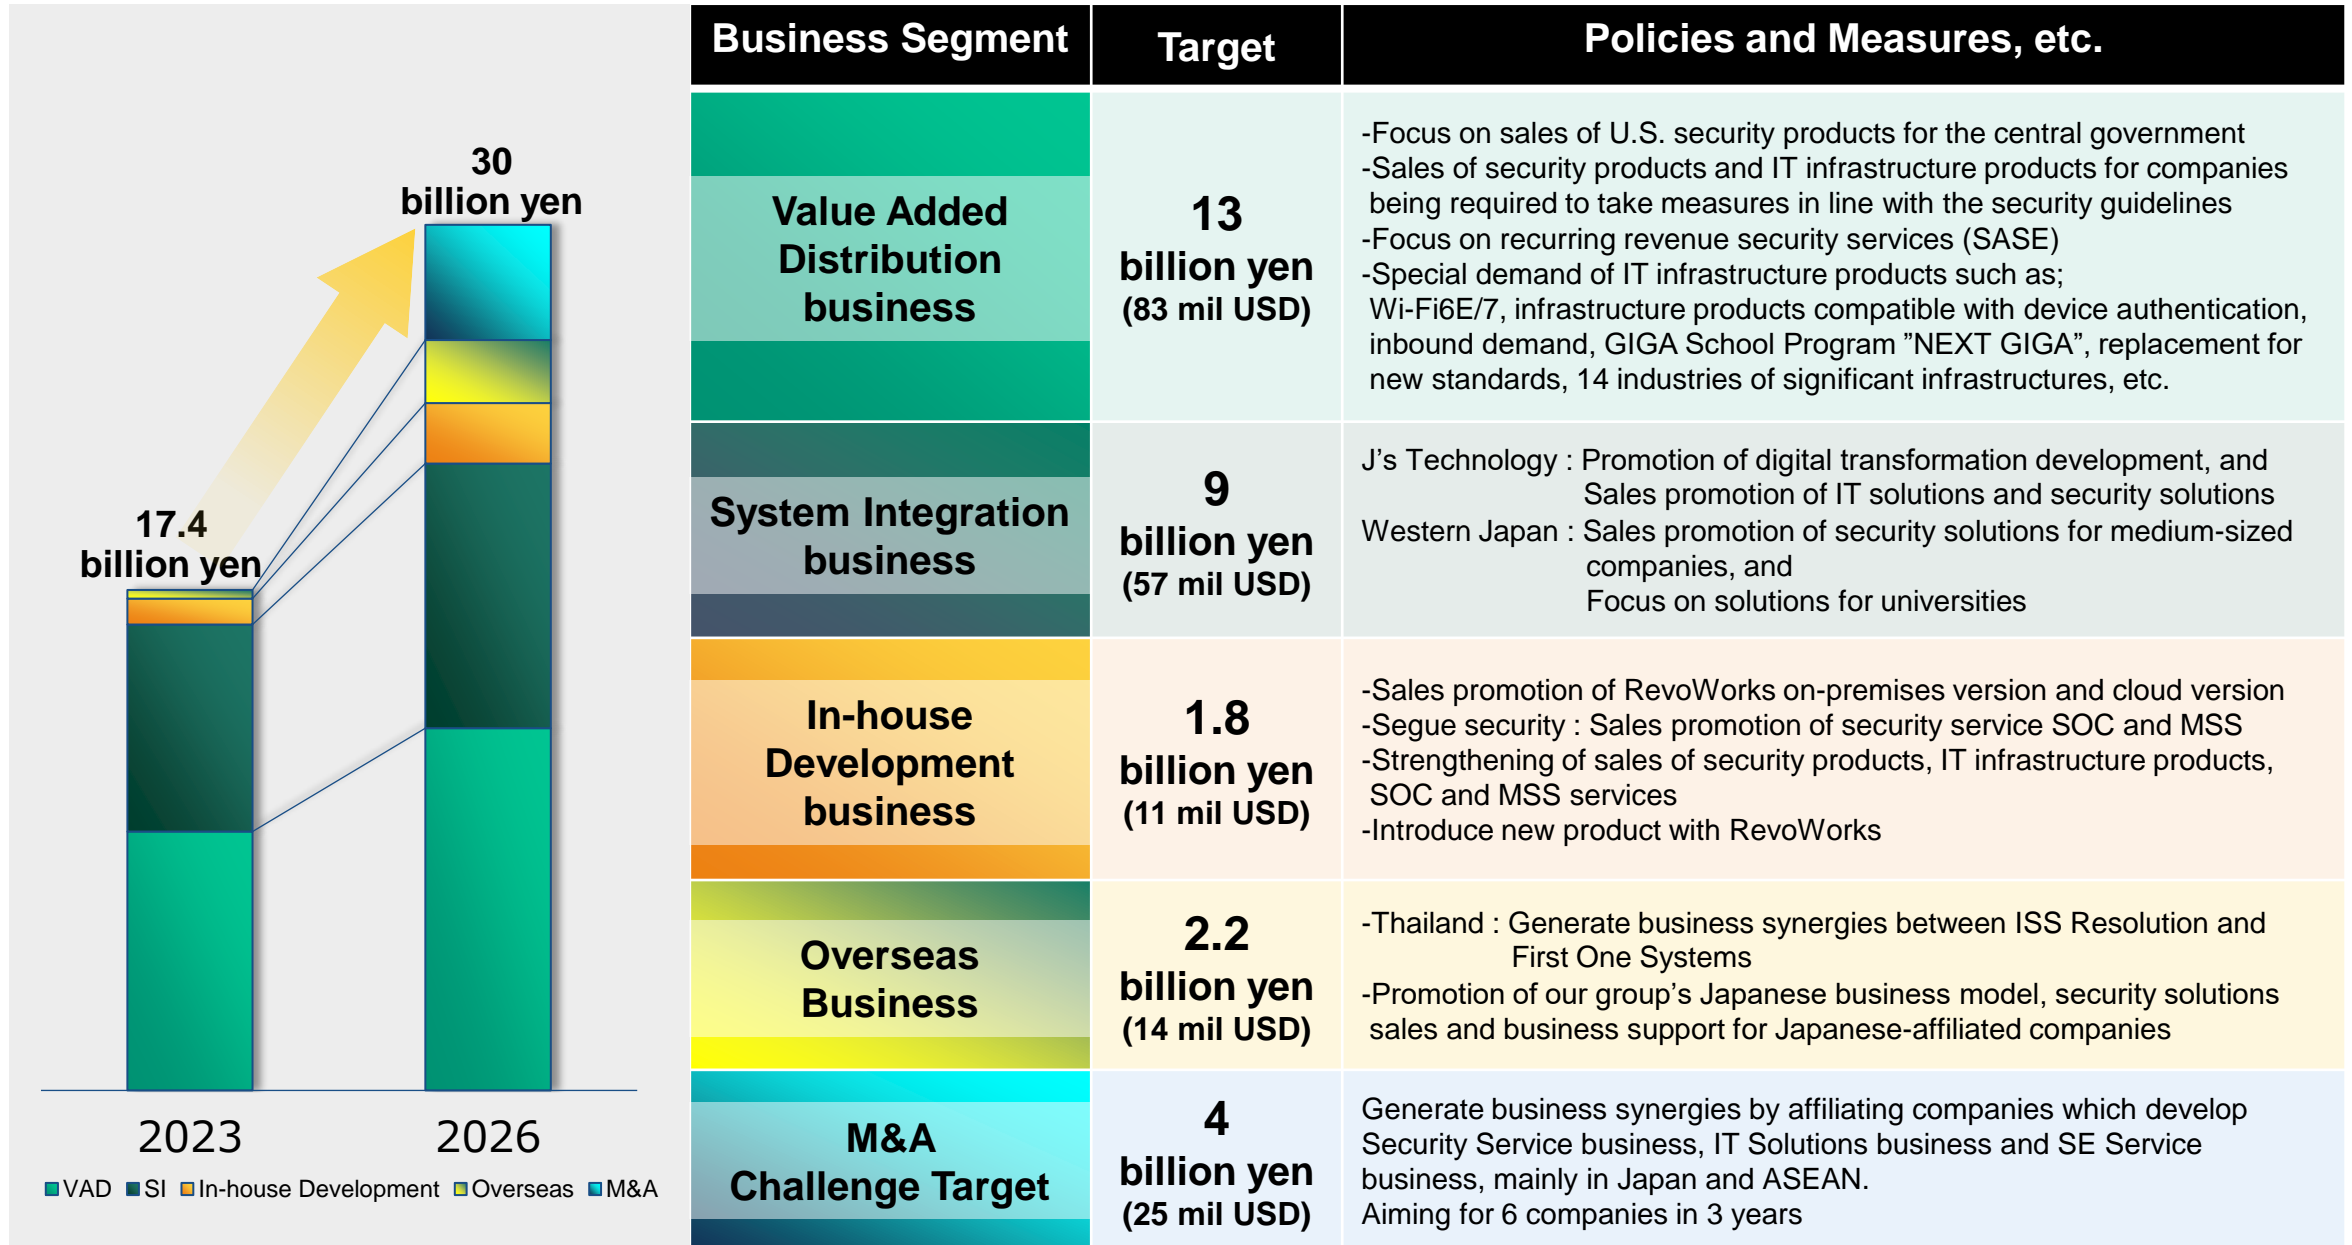 30
billion yen
17.4
billion yen
2023
2026
VAD
SI
In-house Development
Overseas
M&A
Business Segment
Target
Policies and Measures, etc.
Value Added
Distribution
business
13
billion yen
(83 mil USD)
-Focus on sales of U.S. security products for the central government
-Sales of security products and IT infrastructure products for companies
being required to take measures in line with the security guidelines
-Focus on recurring revenue security services (SASE)
-Special demand of IT infrastructure products such as;
Wi-Fi6E/7, infrastructure products compatible with device authentication,
inbound demand, GIGA School Program ”NEXT GIGA”, replacement for
new standards, 14 industries of significant infrastructures, etc.
System Integration
business
9
billion yen
(57 mil USD)
J’s Technology : Promotion of digital transformation development, and
Sales promotion of IT solutions and security solutions
Western Japan : Sales promotion of security solutions for medium-sized
companies, and
Focus on solutions for universities
In-house
Development
business
1.8
billion yen
(11 mil USD)
-Sales promotion of RevoWorks on-premises version and cloud version
-Segue security : Sales promotion of security service SOC and MSS
-Strengthening of sales of security products, IT infrastructure products,
SOC and MSS services
-Introduce new product with RevoWorks
Overseas
Business
2.2
billion yen
(14 mil USD)
-Thailand : Generate business synergies between ISS Resolution and
First One Systems
-Promotion of our group’s Japanese business model, security solutions
sales and business support for Japanese-affiliated companies
M&A
Challenge Target
4
billion yen
(25 mil USD)
Generate business synergies by affiliating companies which develop
Security Service business, IT Solutions business and SE Service
business, mainly in Japan and ASEAN.
Aiming for 6 companies in 3 years